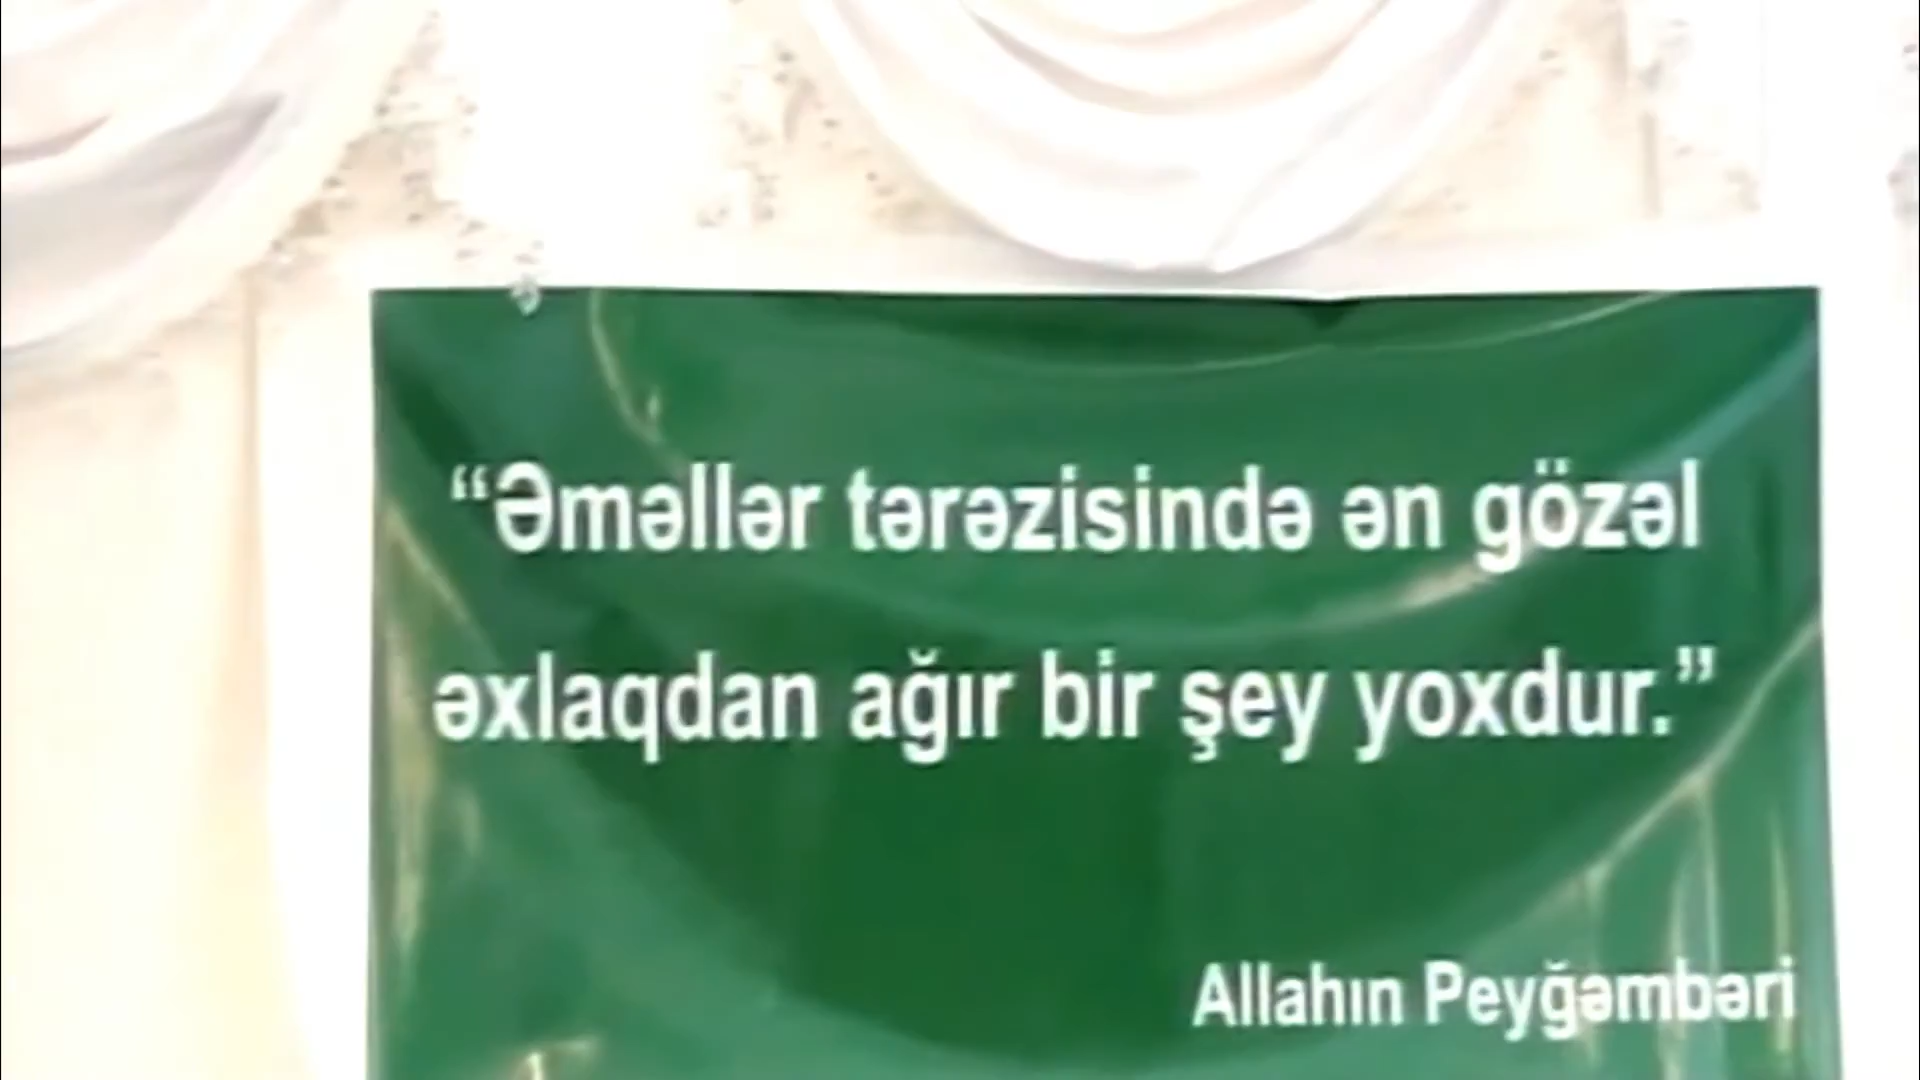 “Əməllər tərəzisində ən gözəl
əxlaqdan ağır bir şey yoxdur.”
Allahın Peyğəmbəri